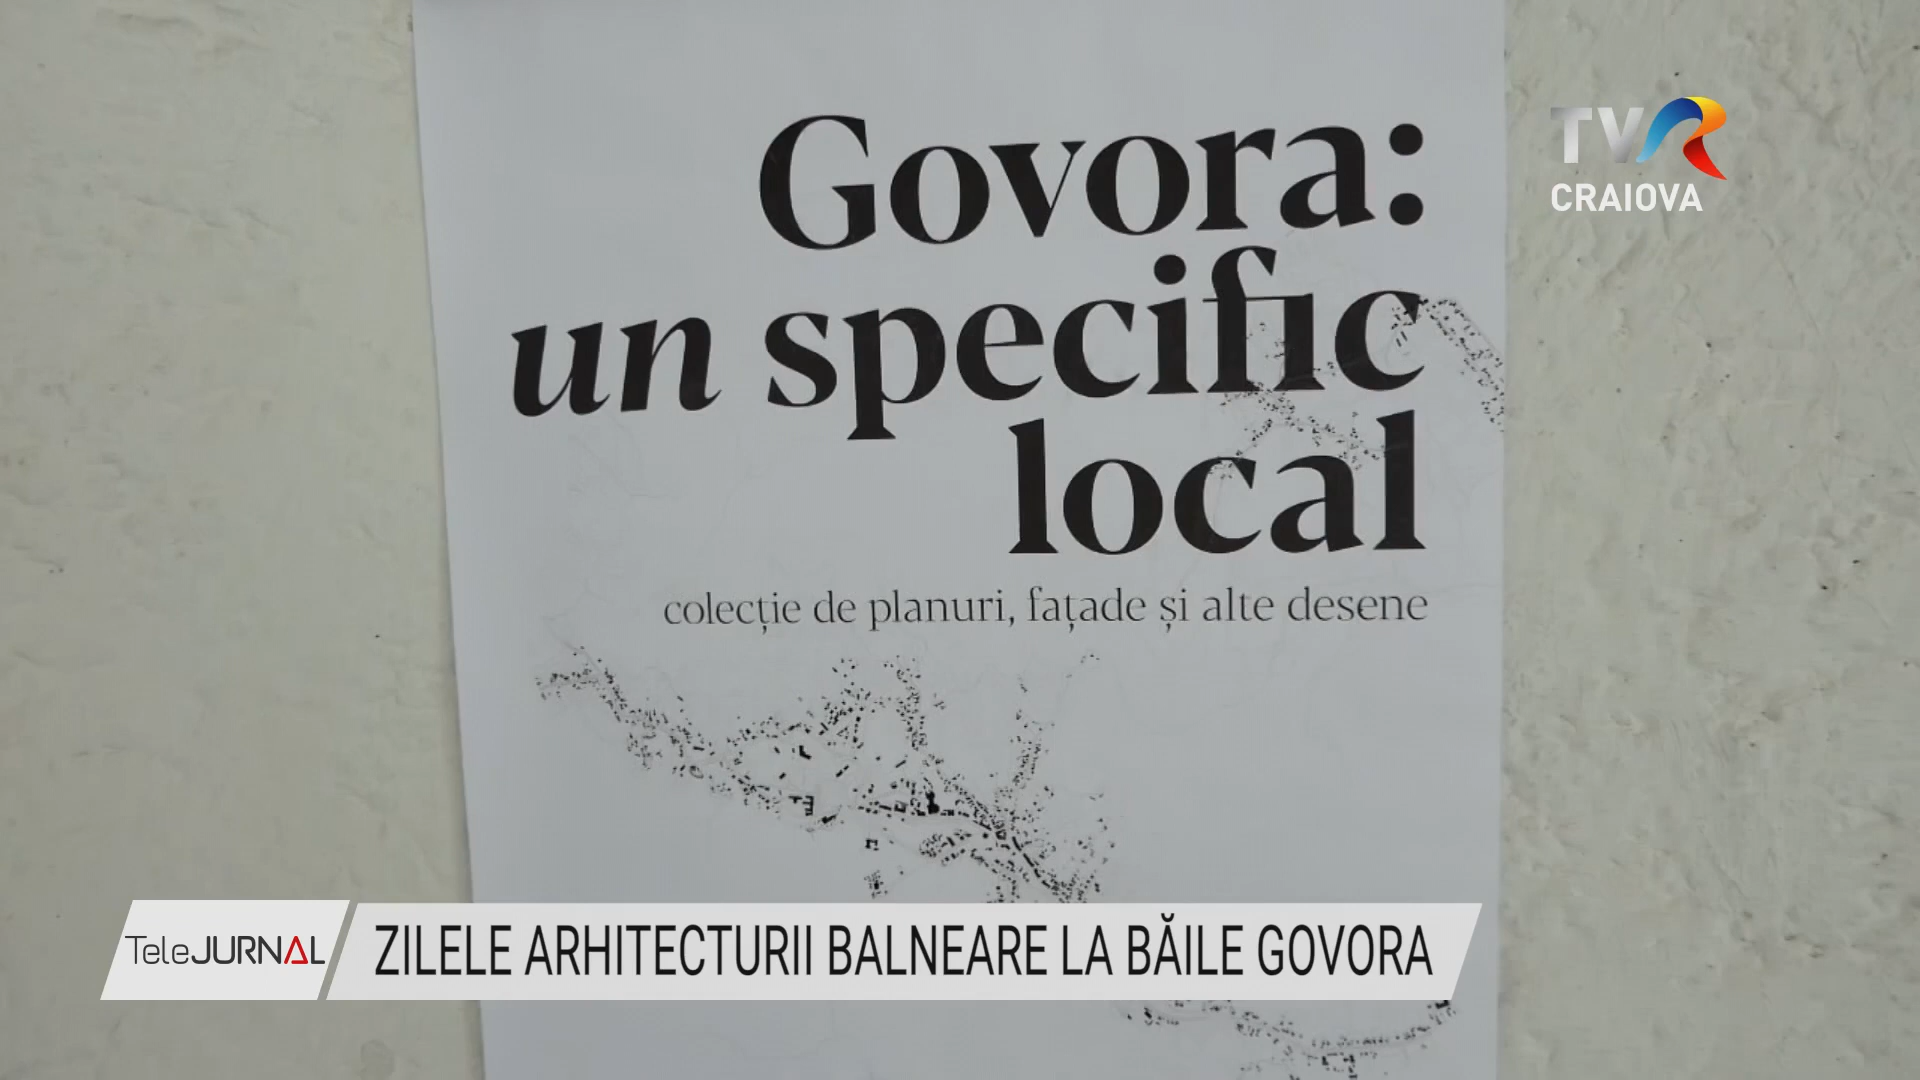 Govora:
un specific
local
colecție de planuri, fațade și alte desene
TVR
CRAIOVA
TeleJURNAL
ZILELE ARHITECTURII BALNEARE LA BĂILE GOVORA